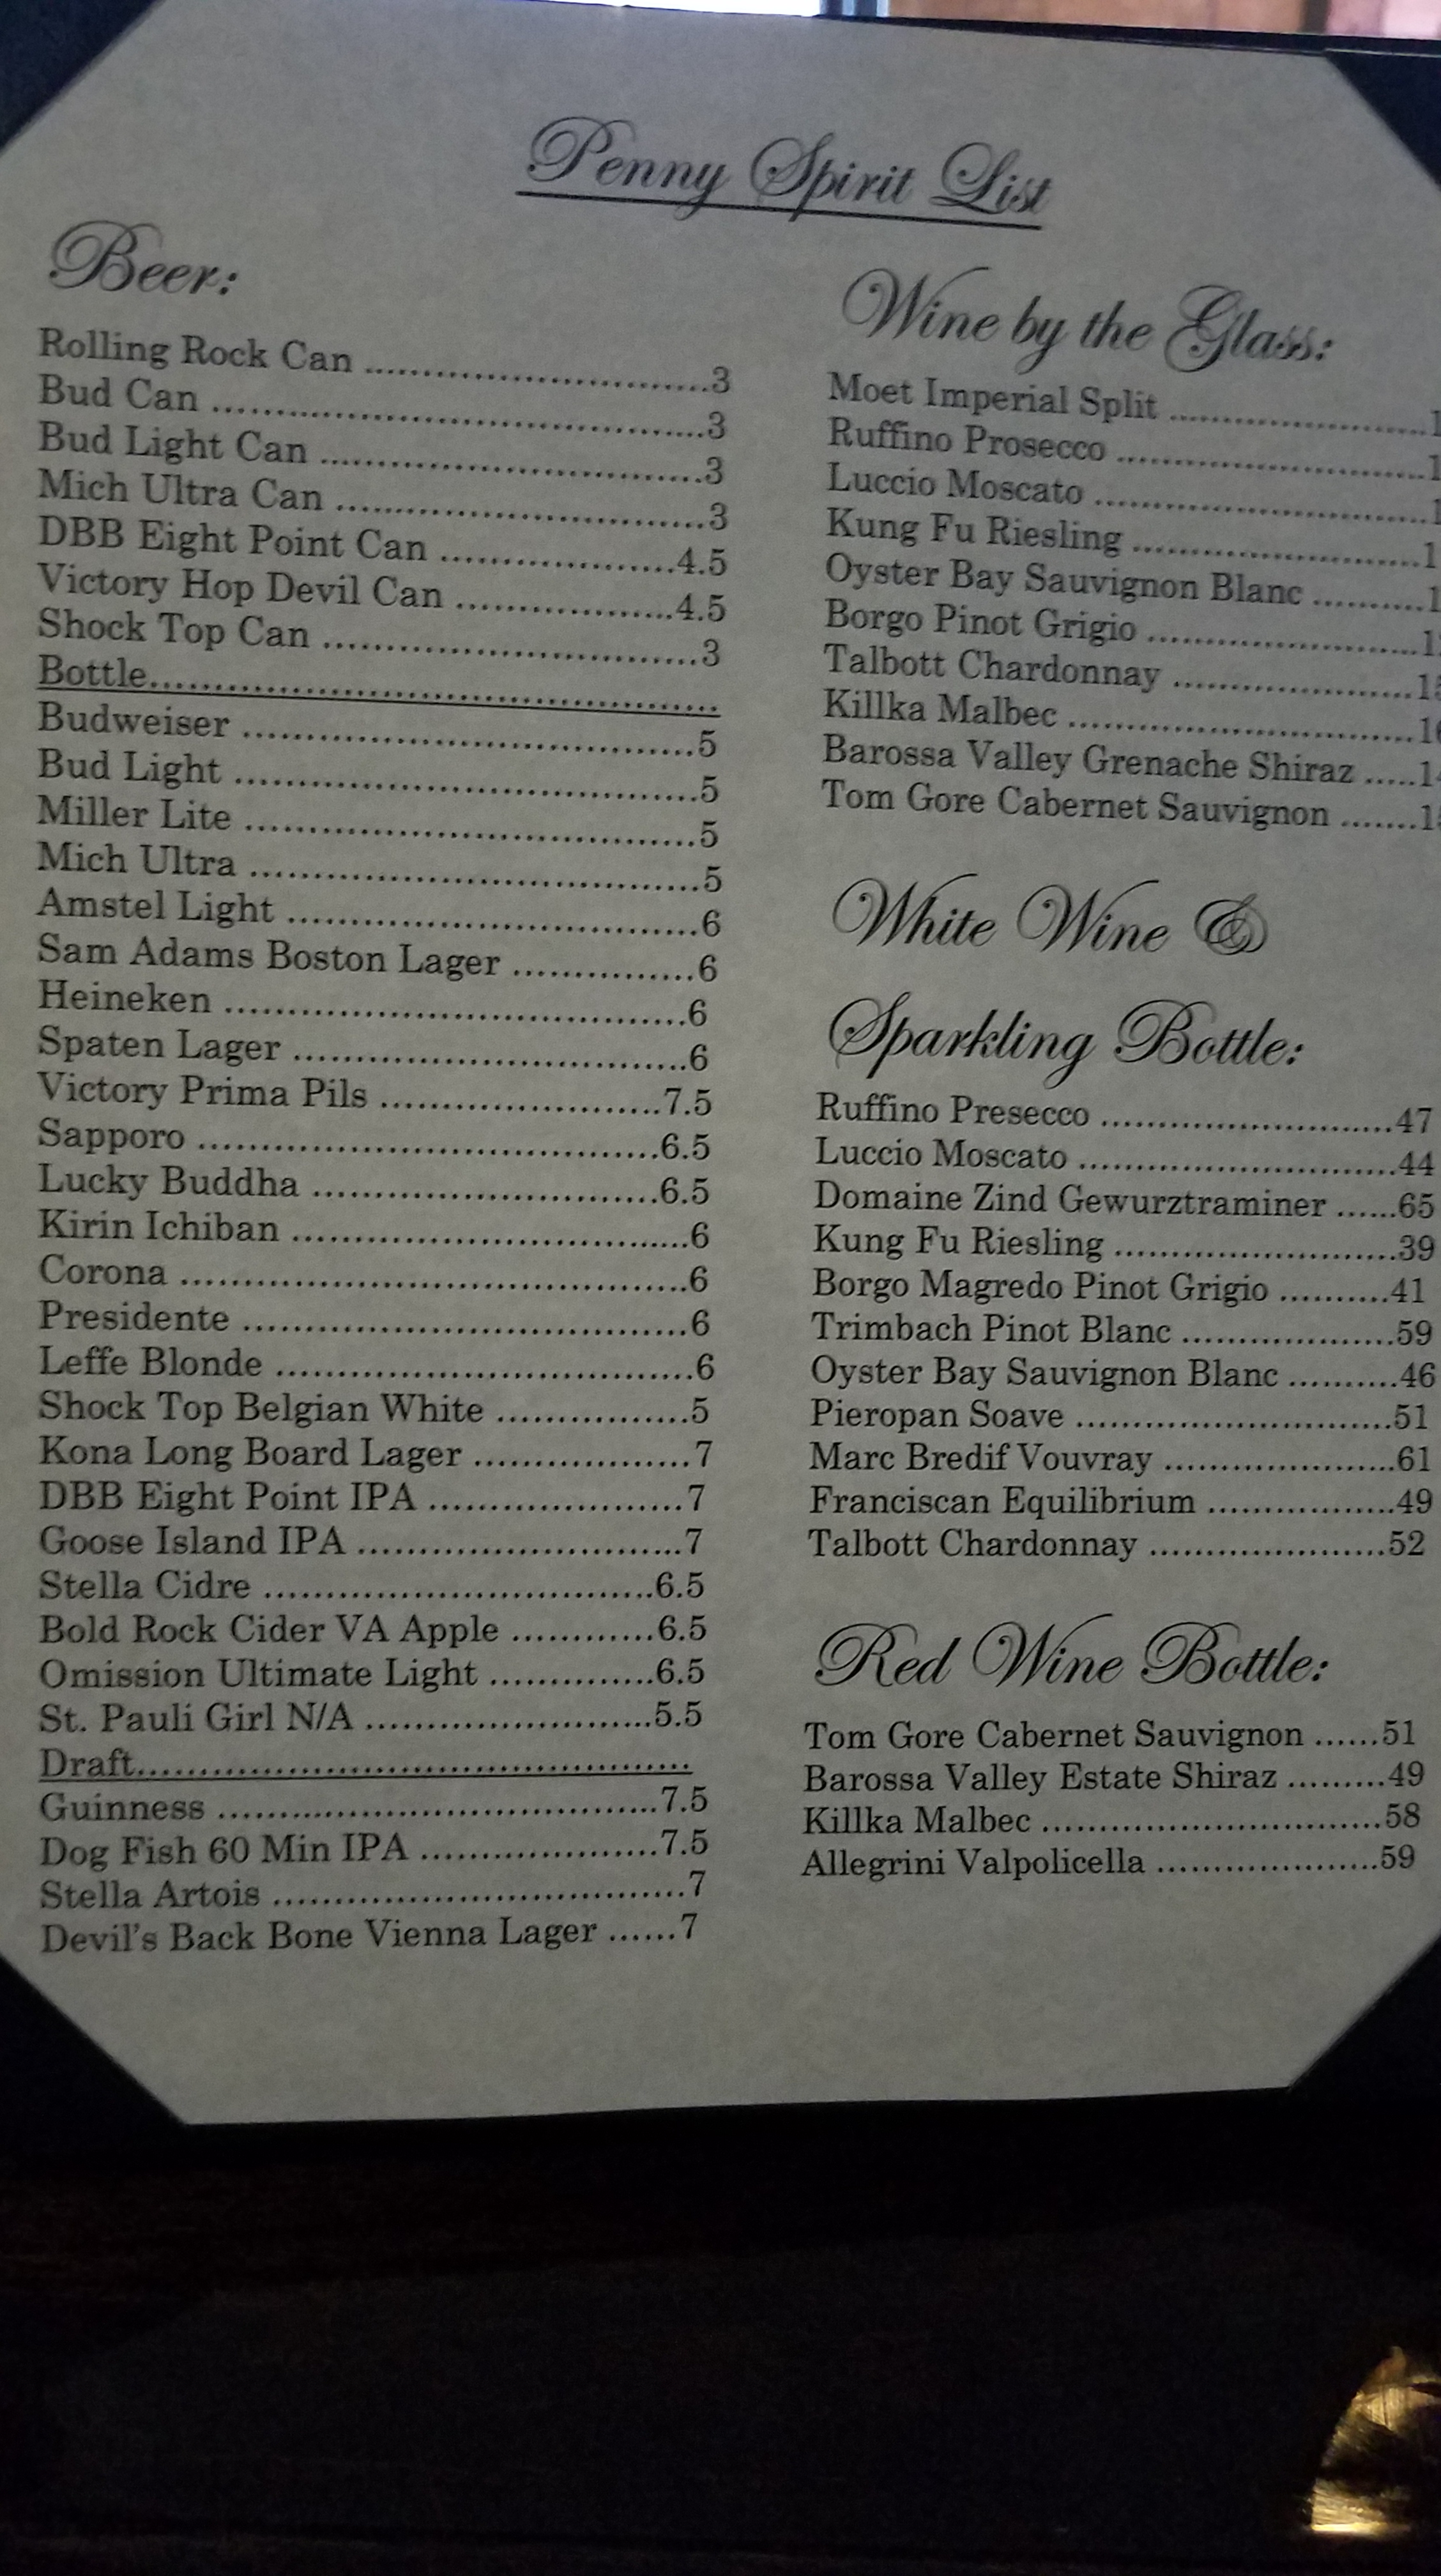 Penny Spirit List
Beer:
Rolling Rock Can ................................3
Bud Can ................................3
Bud Light Can ................................3
Mich Ultra Can ................................3
DBB Eight Point Can ....................4.5
Victory Hop Devil Can ...................4.5
Shock Top Can ................................3
Bottle................................................
Budweiser ................................5
Bud Light ................................5
Miller Lite ................................5
Mich Ultra ................................5
Amstel Light ................................6
Sam Adams Boston Lager ...............6
Heineken ................................6
Spaten Lager ................................6
Victory Prima Pils ........................7.5
Sapporo ................................6.5
Lucky Buddha ..............................6.5
Kirin Ichiban ................................6
Corona ................................6
Presidente ................................6
Leffe Blonde ................................6
Shock Top Belgian White ................5
Kona Long Board Lager ..................7
DBB Eight Point IPA ......................7
Goose Island IPA ............................7
Stella Cidre ................................6.5
Bold Rock Cider VA Apple ............6.5
Omission Ultimate Light ..............6.5
St. Pauli Girl N/A .........................5.5
Draft................................................
Guinness ................................7.5
Dog Fish 60 Min IPA ....................7.5
Stella Artois ................................7
Devil's Back Bone Vienna Lager ......7
Wine by the Glass:
Moet Imperial Split ......................
Ruffino Prosecco ...........................
Luccio Moscato .............................
Kung Fu Riesling .........................
Oyster Bay Sauvignon Blanc ..........
Borgo Pinot Grigio ........................
Talbott Chardonnay .....................
Killka Malbec ..............................
Barossa Valley Grenache Shiraz .....
Tom Gore Cabernet Sauvignon .......
White Wine &
Sparkling Bottle:
Ruffino Presecco ..........................47
Luccio Moscato ............................44
Domaine Zind Gewurztraminer ......65
Kung Fu Riesling .........................39
Borgo Magredo Pinot Grigio ..........41
Trimbach Pinot Blanc ...................59
Oyster Bay Sauvignon Blanc ..........46
Pieropan Soave .............................51
Marc Bredif Vouvray .....................61
Franciscan Equilibrium .................49
Talbott Chardonnay .....................52
Red Wine Bottle:
Tom Gore Cabernet Sauvignon ......51
Barossa Valley Estate Shiraz .........49
Killka Malbec ..............................58
Allegrini Valpolicella ....................59